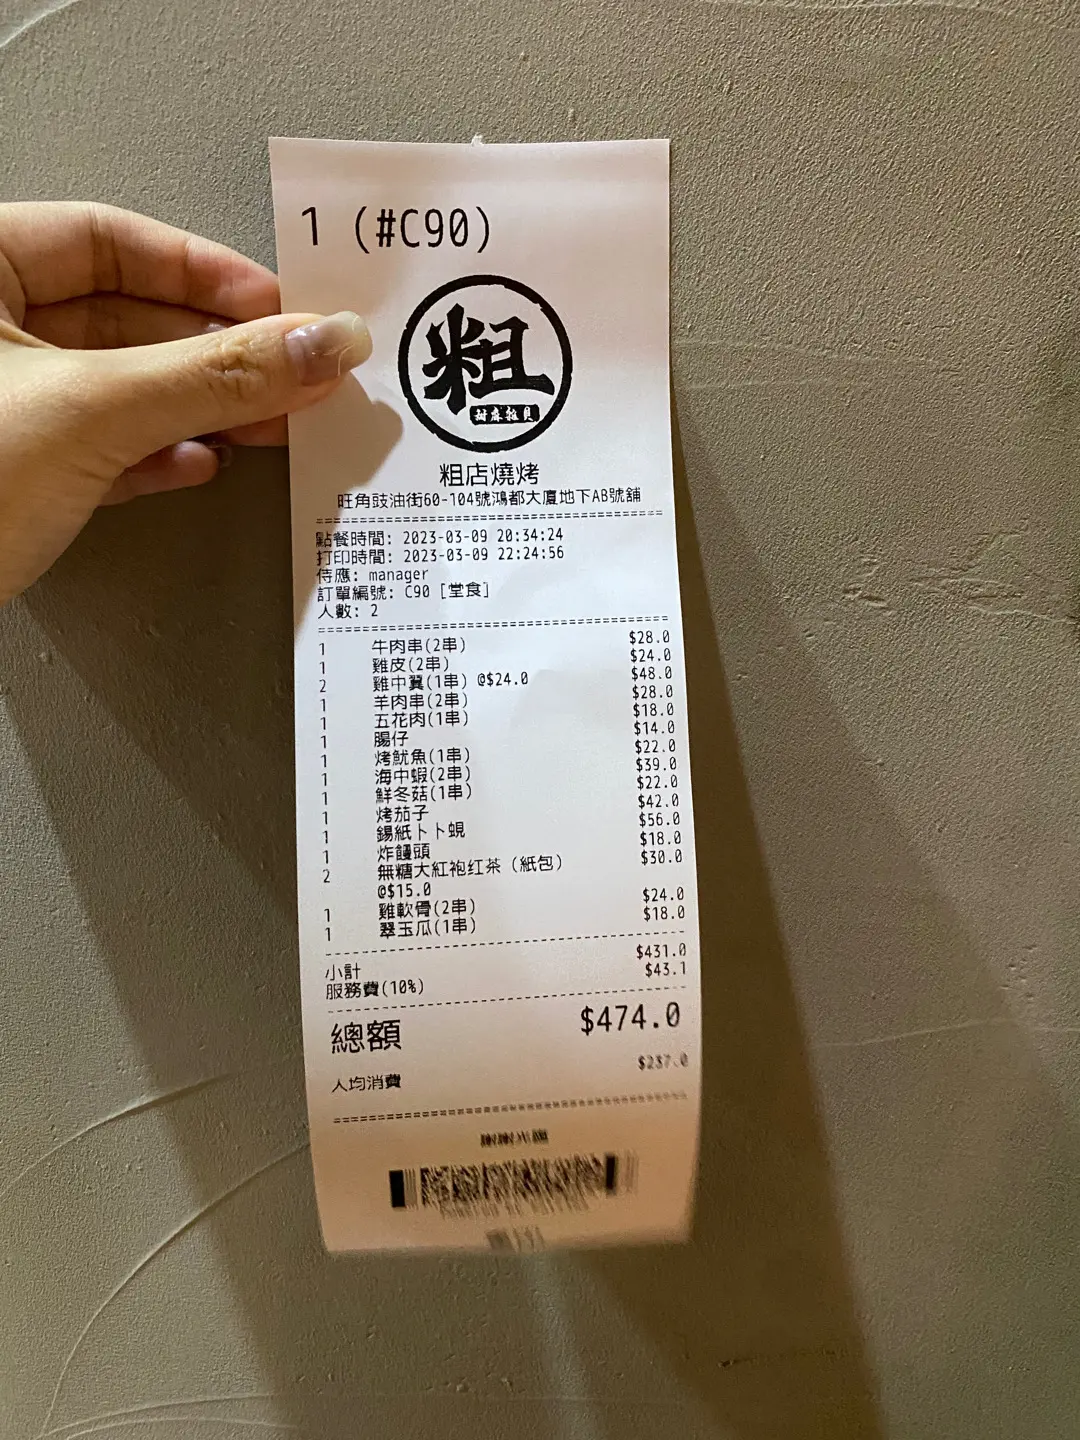 1 (#C90)
粗
甜麻拉貝
粗店燒烤
旺角豉油街60-104號鴻都大廈地下AB號舖
點餐時間: 2023-03-09 20:34:24
打印時間: 2023-03-09 22:24:56
侍應: manager
訂單編號: C90 [堂食]
人數: 2
1 牛肉串(2串) $28.0
1 雞皮(2串) $24.0
2 雞中翼(1串) @$24.0 $48.0
1 羊肉串(2串) $28.0
1 五花肉(1串) $18.0
1 腸仔 $14.0
1 烤魷魚(1串) $22.0
1 海中蝦(2串) $39.0
1 鮮冬菇(1串) $22.0
1 烤茄子 $42.0
1 錫紙卜卜蜆 $56.0
1 炸饅頭 $18.0
2 無糖大紅袍红茶（紙包） $30.0
@$15.0
1 雞軟骨(2串) $24.0
1 翠玉瓜(1串) $18.0
小計 $431.0
服務費(10%) $43.1
總額 $474.0
人均消費 $237.0